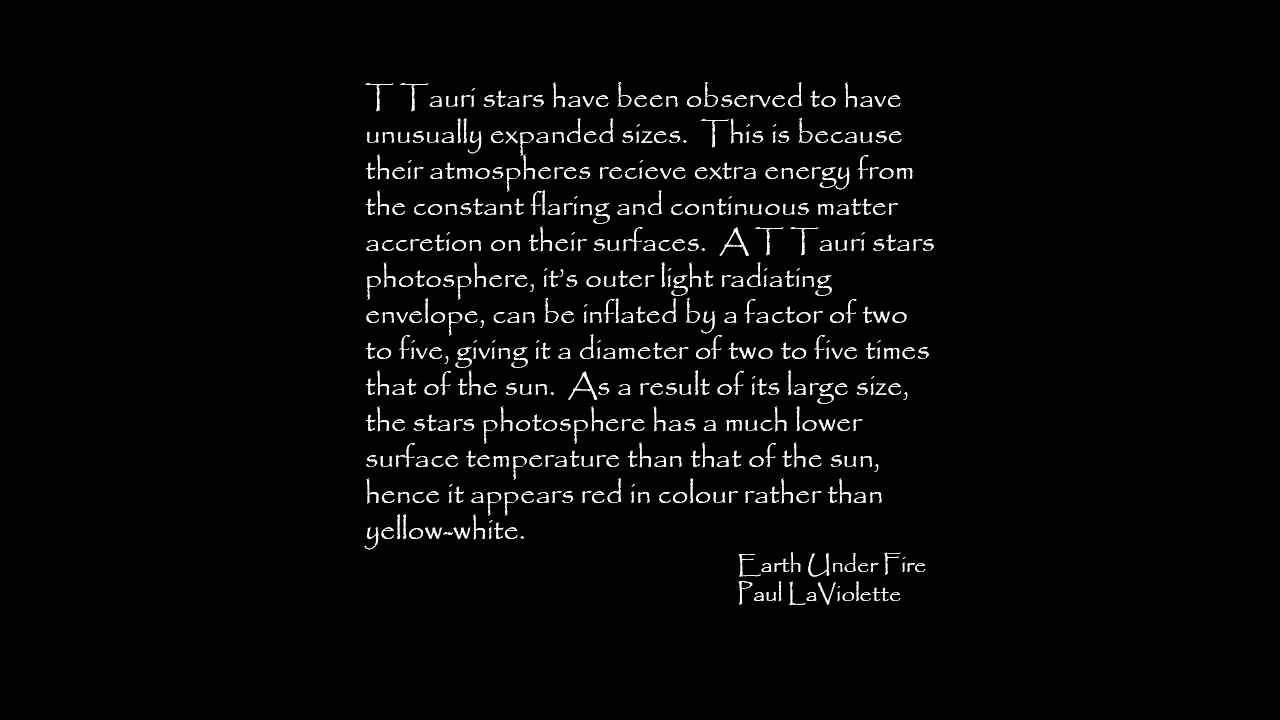 T Tauri stars have been observed to have
unusually expanded sizes. This is because
their atmospheres recieve extra energy from
the constant flaring and continuous matter
accretion on their surfaces. A T Tauri stars
photosphere, it's outer light radiating
envelope, can be inflated by a factor of two
to five, giving it a diameter of two to five times
that of the sun. As a result of its large size,
the stars photosphere has a much lower
surface temperature than that of the sun,
hence it appears red in colour rather than
yellow-white.
Earth Under Fire
Paul LaViolette